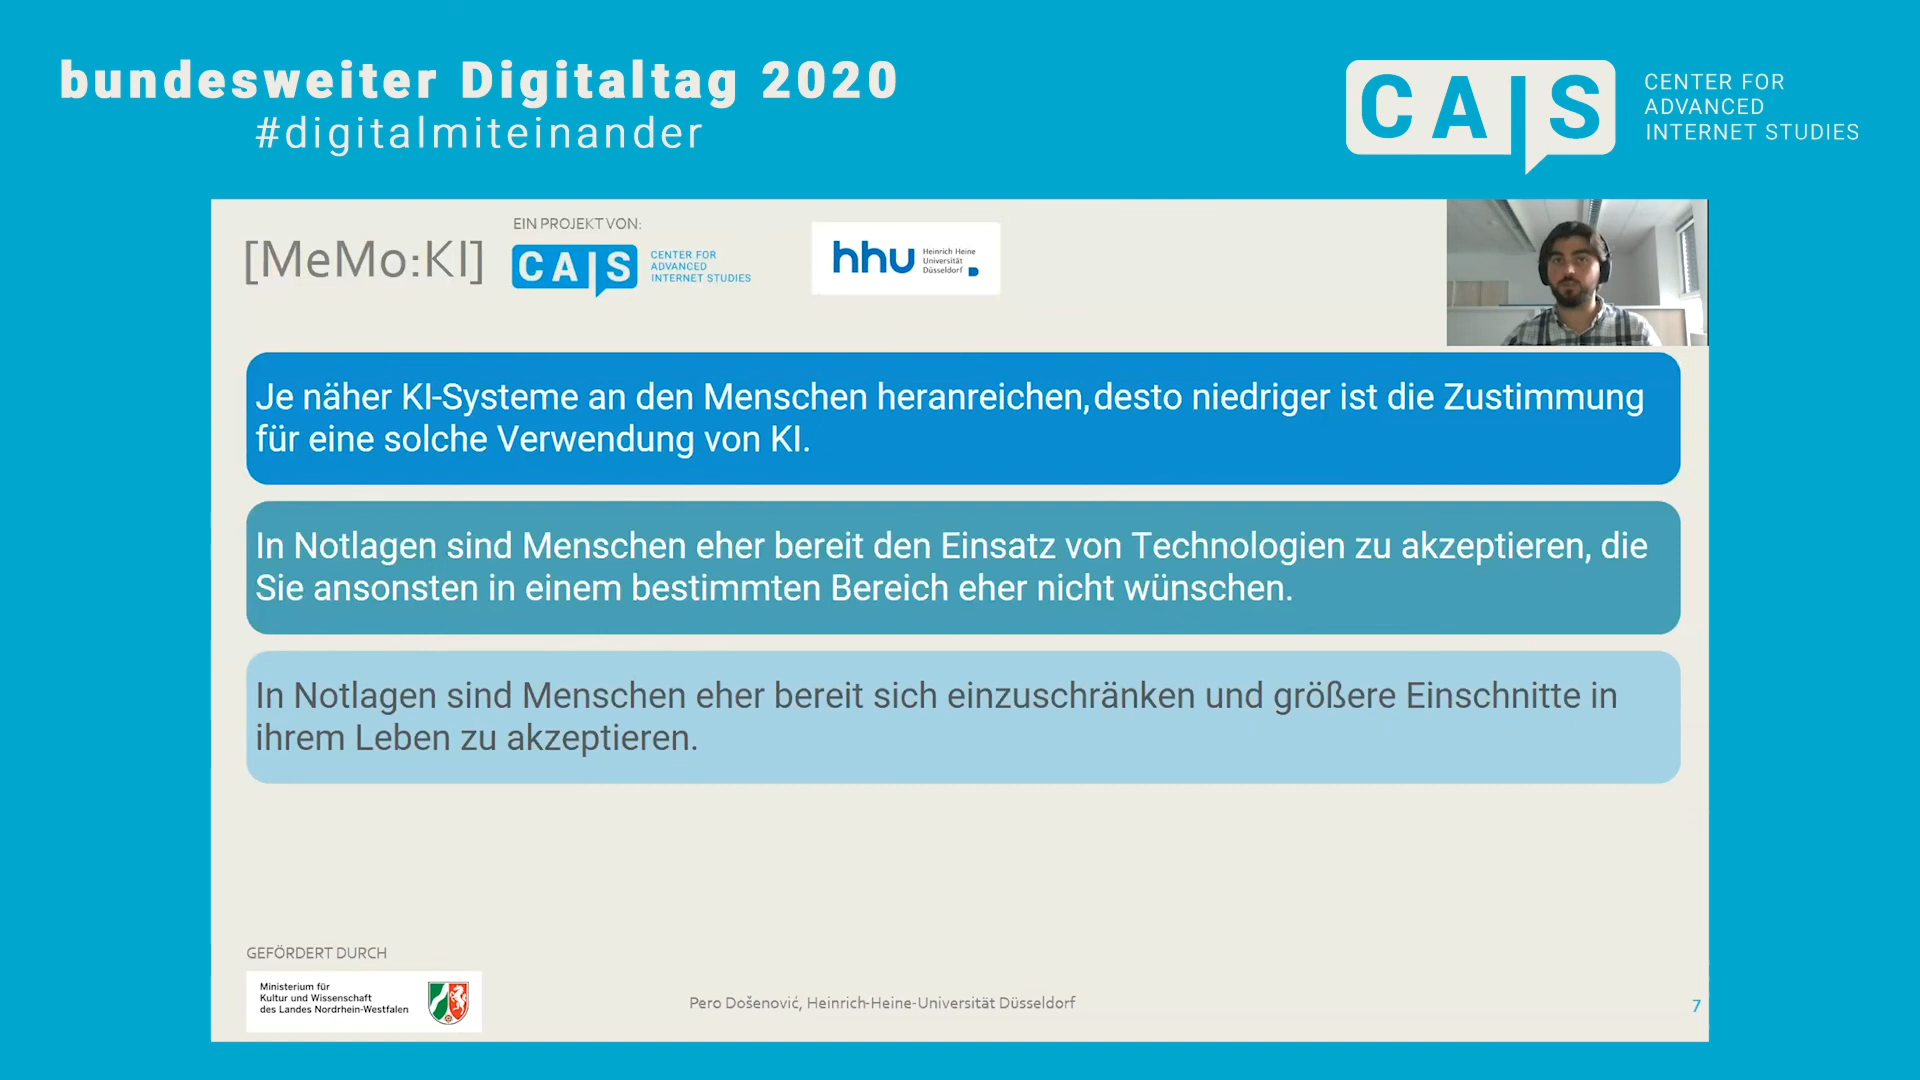 bundesweiter Digitaltag 2020
#digitalmiteinander
CAIS
CENTER FOR
ADVANCED
INTERNET STUDIES
[MeMo:KI]
EIN PROJEKT VON:
CAIS
CENTER FOR
ADVANCED
INTERNET STUDIES
hhu
Heinrich Heine
Universität
Düsseldorf
Je näher KI-Systeme an den Menschen heranreichen, desto niedriger ist die Zustimmung
für eine solche Verwendung von KI.
In Notlagen sind Menschen eher bereit den Einsatz von Technologien zu akzeptieren, die
Sie ansonsten in einem bestimmten Bereich eher nicht wünschen.
In Notlagen sind Menschen eher bereit sich einzuschränken und größere Einschnitte in
ihrem Leben zu akzeptieren.
GEFÖRDERT DURCH
Ministerium für
Kultur und Wissenschaft
des Landes Nordrhein-Westfalen
Pero Došenović, Heinrich-Heine-Universität Düsseldorf
7